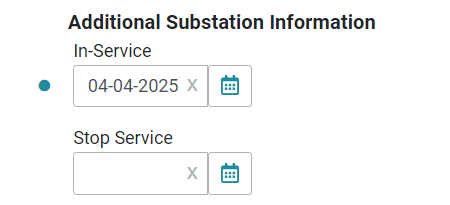 Additional Substation Information
In-Service
04-04-2025 X
Stop Service
X